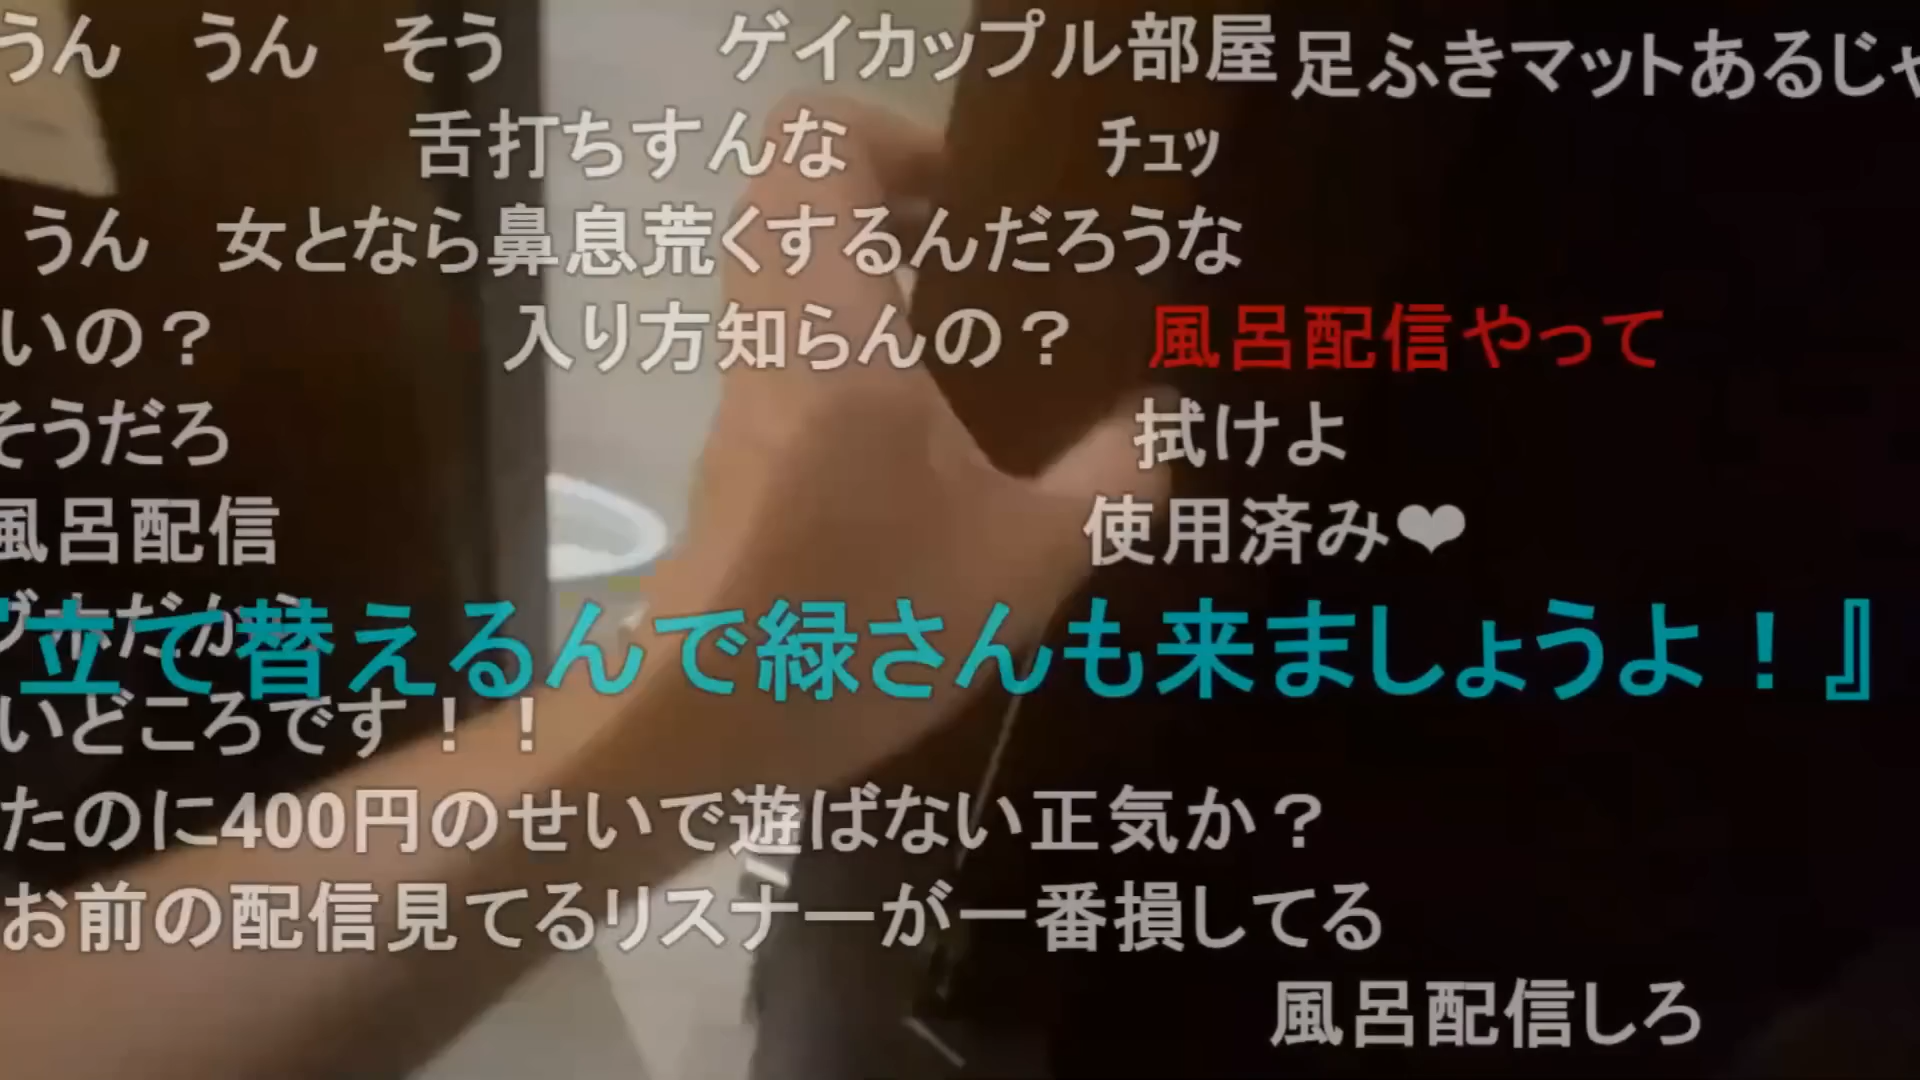 うん　うん　そう　ゲイカップル部屋 足ふきマットあるじゃ
舌打ちすんな　ﾁｭｯ
うん　女となら鼻息荒くするんだろうな
いの？　入り方知らんの？　風呂配信やって
そうだろ　拭けよ
風呂配信　使用済み❤
だから
立て替えるんで緑さんも来ましょうよ！』
いどころです！！
たのに400円のせいで遊ばない正気か？
お前の配信見てるリスナーが一番損してる
風呂配信しろ